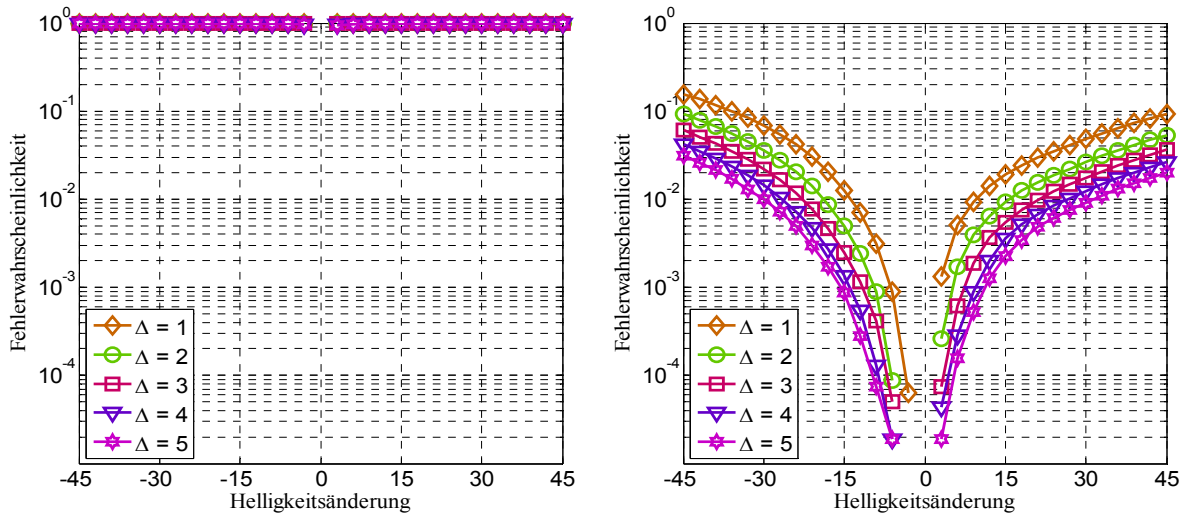 Fehlerwahrscheinlichkeit
10^0
10^-1
10^-2
10^-3
10^-4
Δ = 1
Δ = 2
Δ = 3
Δ = 4
Δ = 5
-45 -30 -15 0 15 30 45
Helligkeitsänderung
Fehlerwahrscheinlichkeit
10^0
10^-1
10^-2
10^-3
10^-4
Δ = 1
Δ = 2
Δ = 3
Δ = 4
Δ = 5
-45 -30 -15 0 15 30 45
Helligkeitsänderung